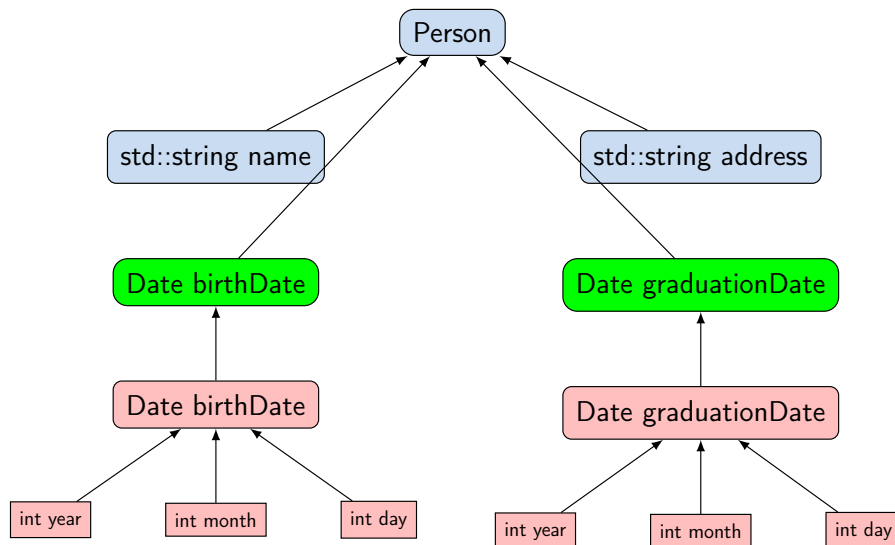 Person
std::string name
std::string address
Date birthDate
Date graduationDate
Date birthDate
Date graduationDate
int year
int month
int day
int year
int month
int day